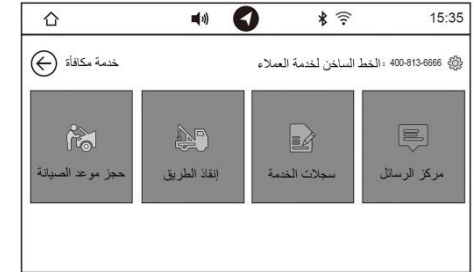 15:35
خدمة مكافأة
الخط الساخن لخدمة العملاء : 400-813-6666
مركز الرسائل
سجلات الخدمة
إنقاذ الطريق
حجز موعد الصيانة